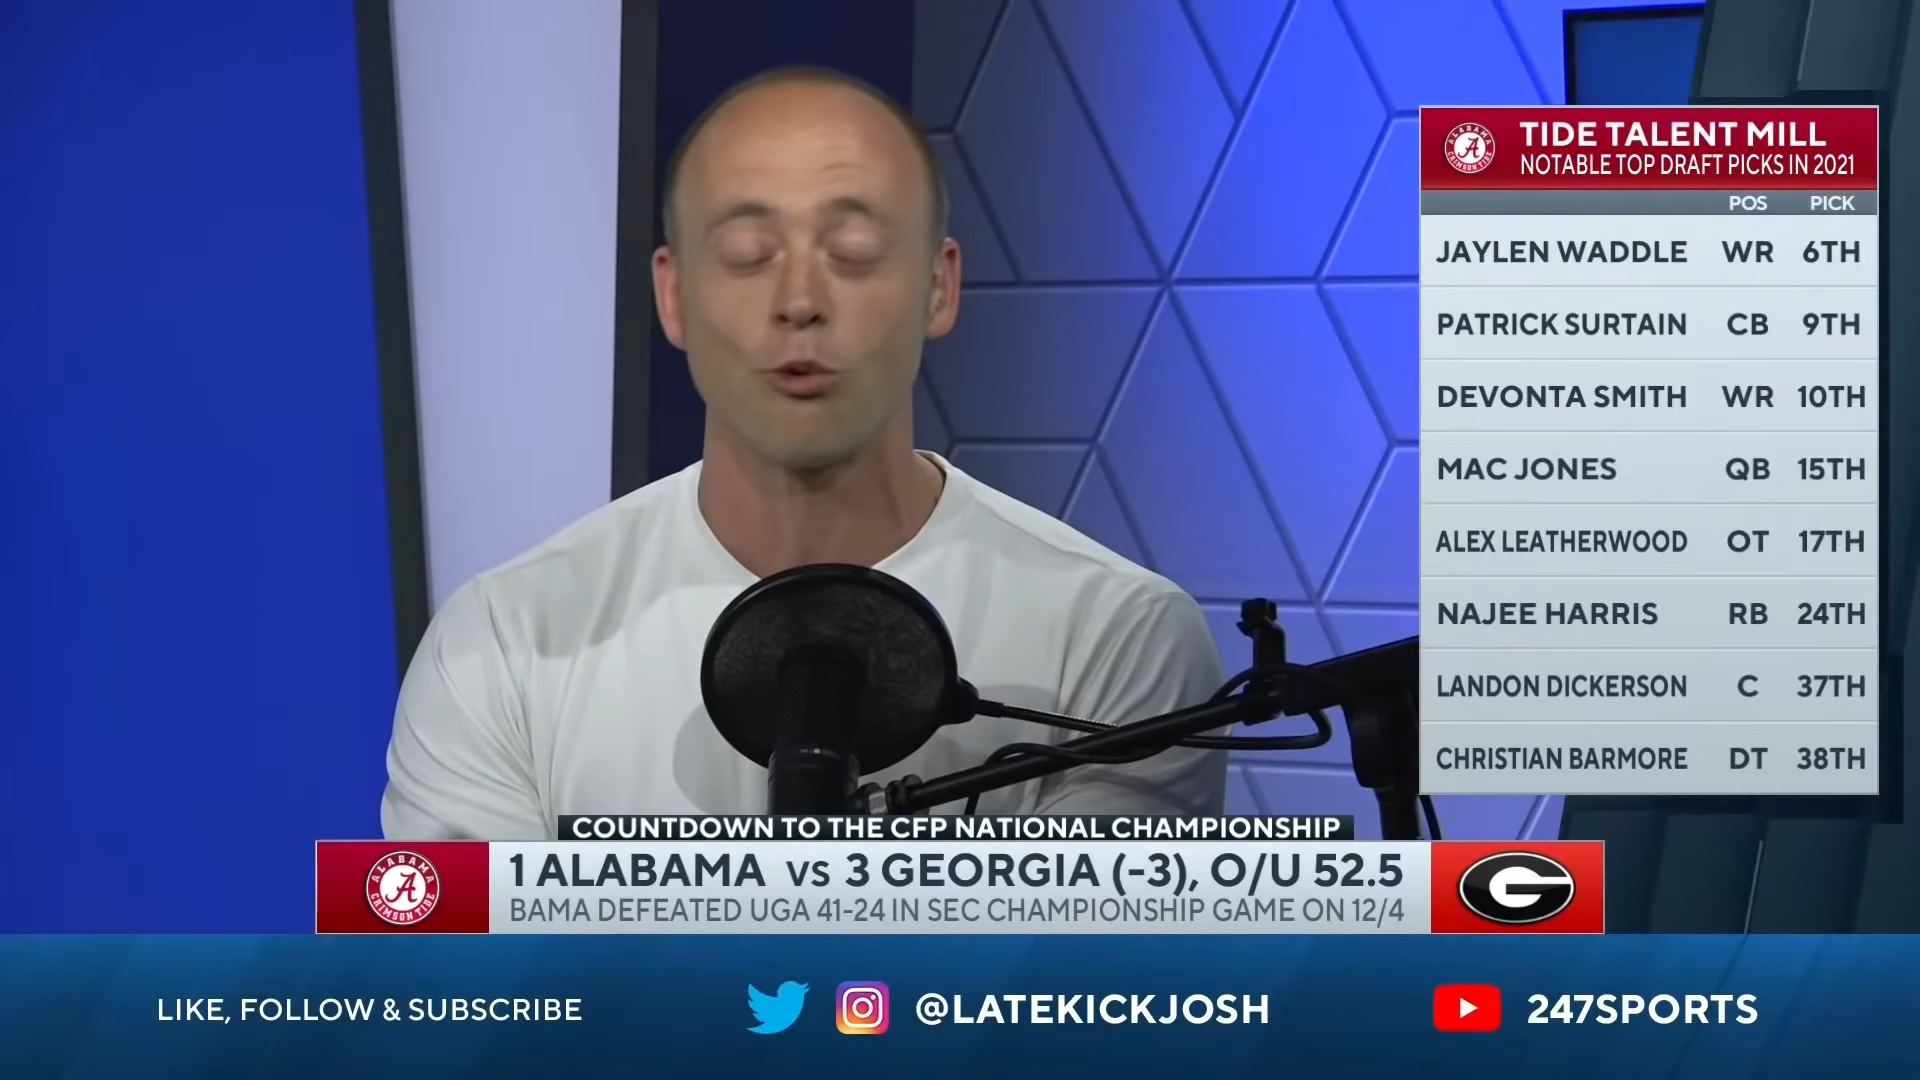 TIDE TALENT MILL
NOTABLE TOP DRAFT PICKS IN 2021
POS PICK
JAYLEN WADDLE WR 6TH
PATRICK SURTAIN CB 9TH
DEVONTA SMITH WR 10TH
MAC JONES QB 15TH
ALEX LEATHERWOOD OT 17TH
NAJEE HARRIS RB 24TH
LANDON DICKERSON C 37TH
CHRISTIAN BARMORE DT 38TH
COUNTDOWN TO THE CFP NATIONAL CHAMPIONSHIP
ALABAMA A CRIMSON TIDE
1 ALABAMA vs 3 GEORGIA (-3), O/U 52.5
BAMA DEFEATED UGA 41-24 IN SEC CHAMPIONSHIP GAME ON 12/4
G
LIKE, FOLLOW & SUBSCRIBE
@LATEKICKJOSH
247SPORTS